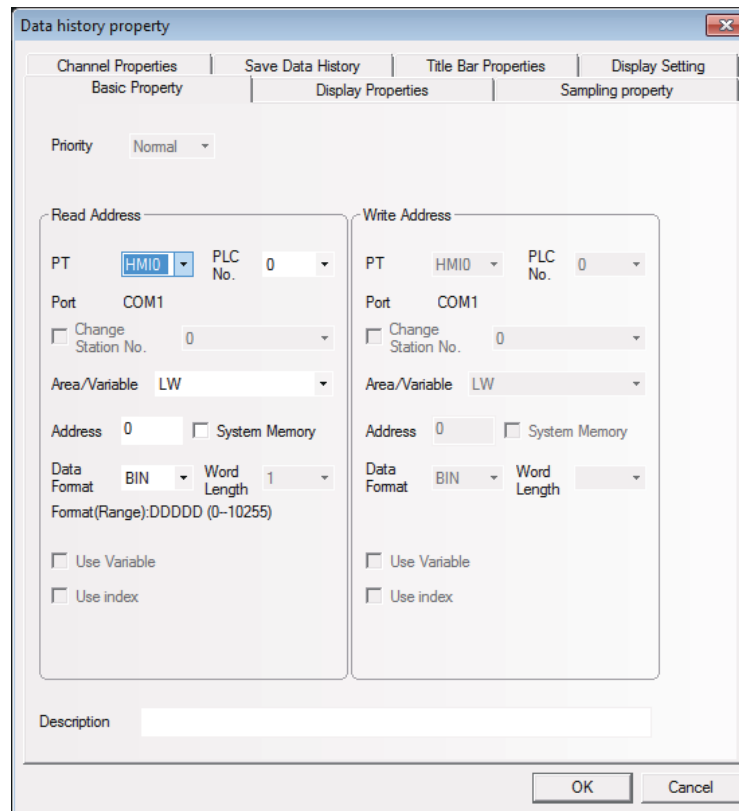 Data history property
Channel Properties Save Data History Title Bar Properties Display Setting
Basic Property Display Properties Sampling property
Priority Normal
Read Address
PT HMI0 PLC No. 0
Port COM1
Change Station No. 0
Area/Variable LW
Address 0 System Memory
Data Format BIN Word Length 1
Format(Range):DDDDD (0--10255)
Use Variable
Use index
Write Address
PT HMI0 PLC No. 0
Port COM1
Change Station No. 0
Area/Variable LW
Address 0 System Memory
Data Format BIN Word Length
Use Variable
Use index
Description
OK Cancel